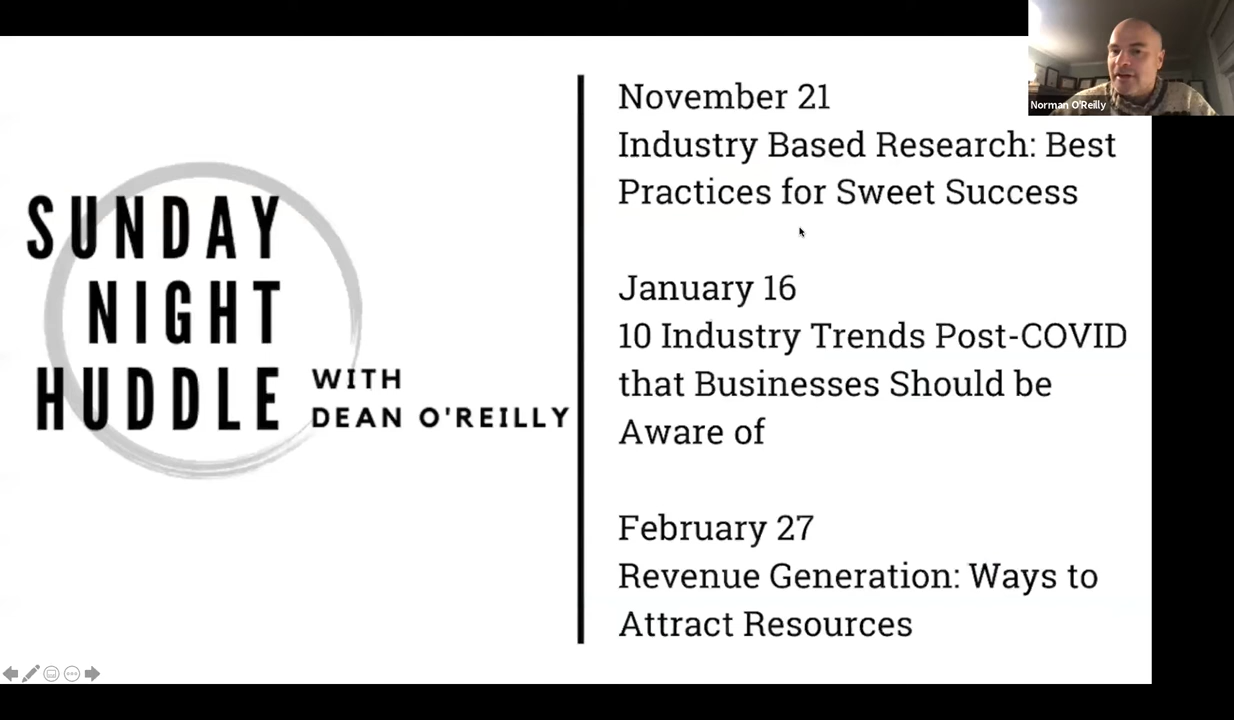 SUNDAY
NIGHT
HUDDLE
WITH
DEAN O'REILLY
November 21
Industry Based Research: Best
Practices for Sweet Success
January 16
10 Industry Trends Post-COVID
that Businesses Should be
Aware of
February 27
Revenue Generation: Ways to
Attract Resources
Norman O'Reilly